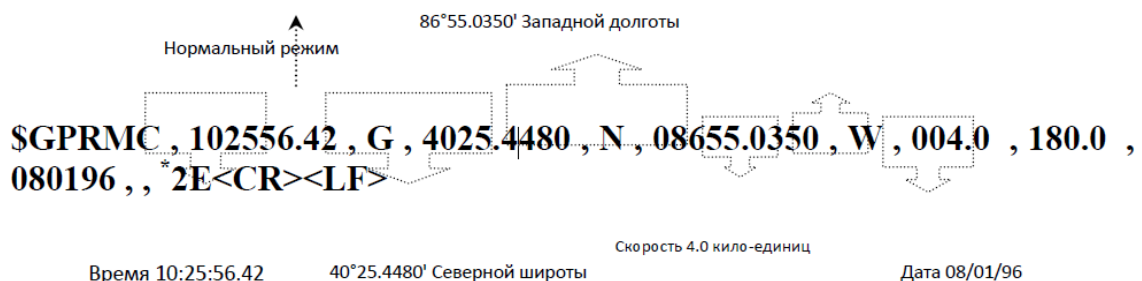 86°55.0350' Западной долготы
Нормальный режим
$GPRMC , 102556.42 , G , 4025.4480 , N , 08655.0350 , W , 004.0 , 180.0 ,
080196 , , *2E<CR><LF>
Скорость 4.0 кило-единиц
Время 10:25:56.42 40°25.4480' Северной широты Дата 08/01/96